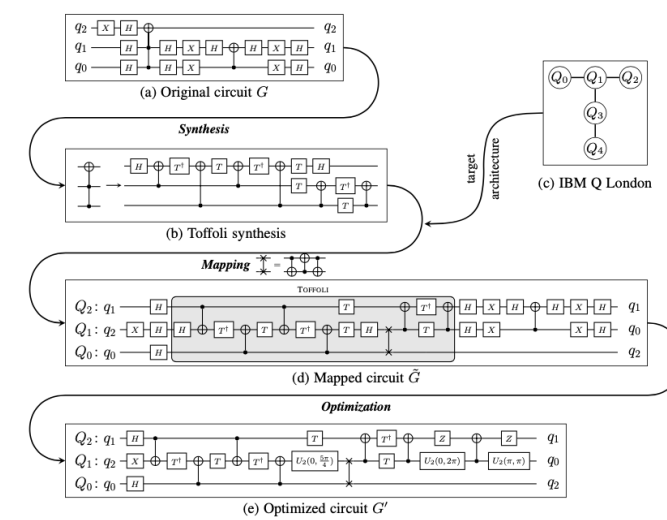 q₂ X H q₂
q₁ H H X H H X H q₁
q₀ H H X X H q₀
(a) Original circuit G
Synthesis
H T† T T† T H
T T†
T
(b) Toffoli synthesis
target
architecture
Q₀ Q₁ Q₂
Q₃
Q₄
(c) IBM Q London
Mapping =
TOFFOLI
Q₂: q₁ H T T† H X H H X H q₁
Q₁: q₂ X H H T† T T† T H T H X X H q₀
Q₀: q₀ H q₂
(d) Mapped circuit G̃
Optimization
Q₂: q₁ H T T† Z Z q₁
Q₁: q₂ X T† T T† U₂(0, 5π/4) T U₂(0, 2π) U₂(π, π) q₀
Q₀: q₀ H q₂
(e) Optimized circuit G′